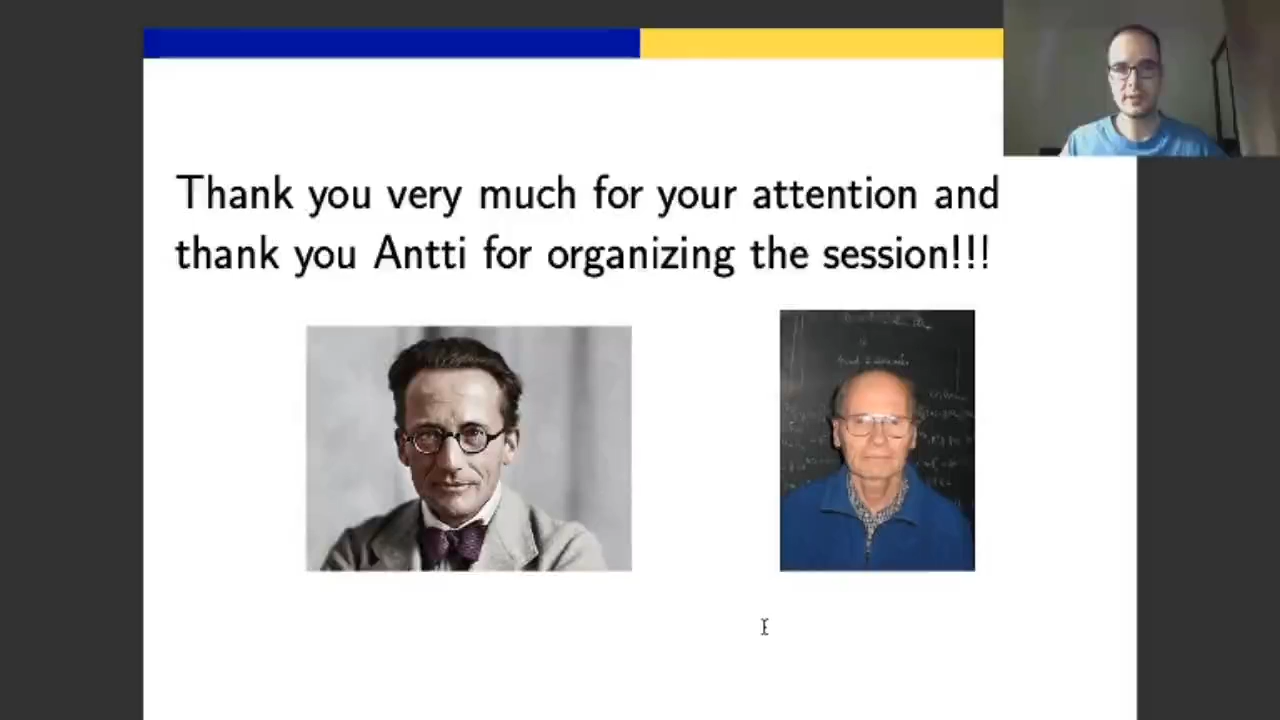 Thank you very much for your attention and
thank you Antti for organizing the session!!!